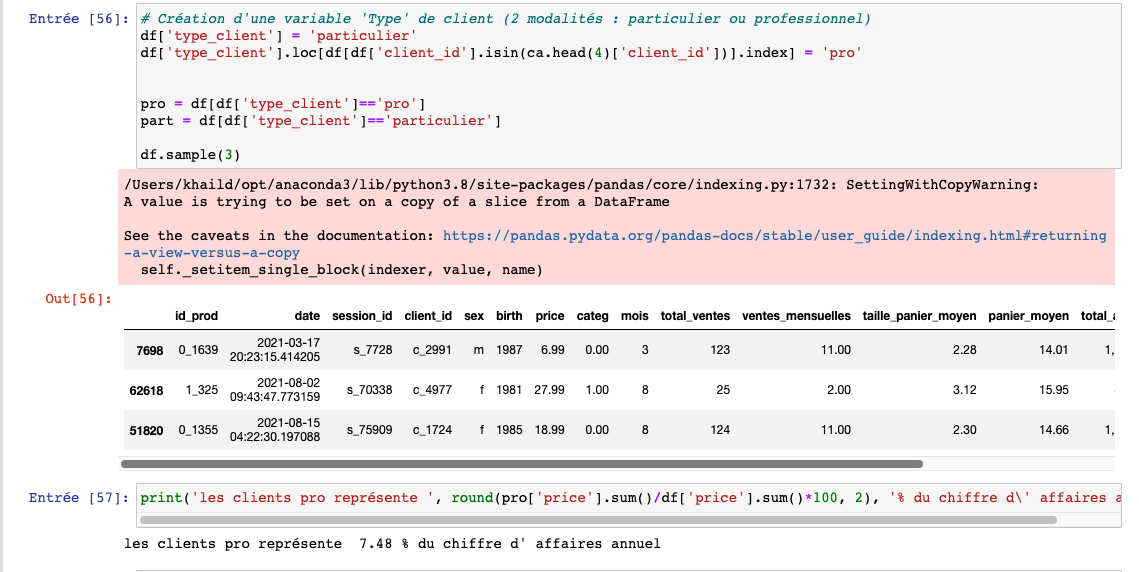 Entrée [56]: # Création d'une variable 'Type' de client (2 modalités : particulier ou professionnel)
df['type_client'] = 'particulier'
df['type_client'].loc[df[df['client_id'].isin(ca.head(4)['client_id'])].index] = 'pro'
pro = df[df['type_client']=='pro']
part = df[df['type_client']=='particulier']
df.sample(3)
/Users/khaild/opt/anaconda3/lib/python3.8/site-packages/pandas/core/indexing.py:1732: SettingWithCopyWarning:
A value is trying to be set on a copy of a slice from a DataFrame
See the caveats in the documentation: https://pandas.pydata.org/pandas-docs/stable/user_guide/indexing.html#returning
-a-view-versus-a-copy
self._setitem_single_block(indexer, value, name)
Out[56]:
id_prod date session_id client_id sex birth price categ mois total_ventes ventes_mensuelles taille_panier_moyen panier_moyen total_
7698 0_1639 2021-03-17 20:23:15.414205 s_7728 c_2991 m 1987 6.99 0.00 3 123 11.00 2.28 14.01 1,
62618 1_325 2021-08-02 09:43:47.773159 s_70338 c_4977 f 1981 27.99 1.00 8 25 2.00 3.12 15.95
51820 0_1355 2021-08-15 04:22:30.197088 s_75909 c_1724 f 1985 18.99 0.00 8 124 11.00 2.30 14.66 1,
Entrée [57]: print('les clients pro représente ', round(pro['price'].sum()/df['price'].sum()*100, 2), '% du chiffre d\' affaires a
les clients pro représente  7.48 % du chiffre d' affaires annuel